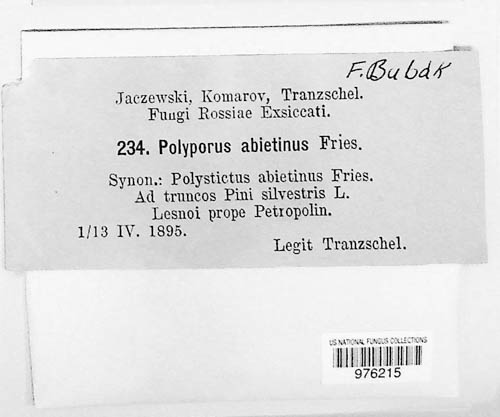 F. Bubák
Jaczewski, Komarov, Tranzschel.
Fungi Rossiae Exsiccati.
234. Polyporus abietinus Fries.
Synon.: Polystictus abietinus Fries.
Ad truncos Pini silvestris L.
Lesnoi prope Petropolin.
1/13 IV. 1895.
Legit Tranzschel.
US NATIONAL FUNGUS COLLECTIONS
976215